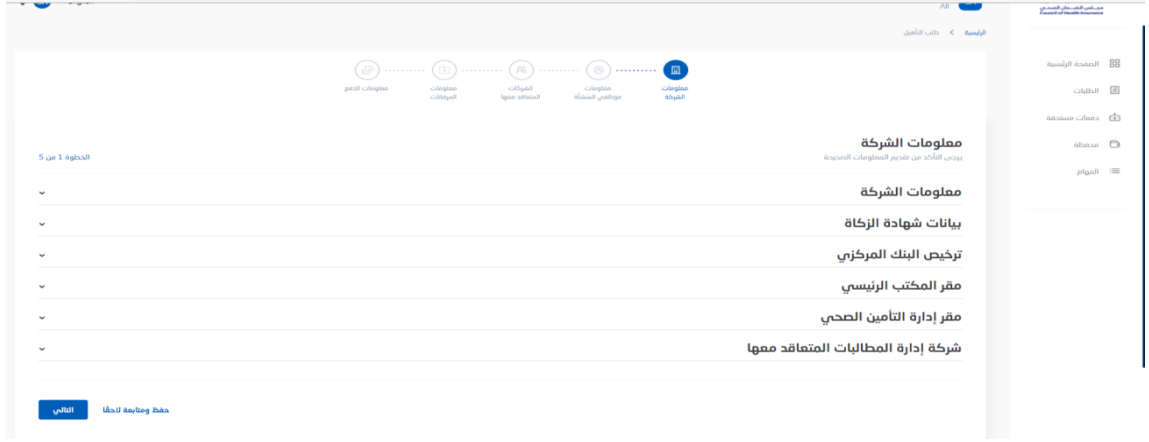 English
AB
مجلس الضمان الصحي
Council of Health Insurance
الرئيسية > طلب التأهيل
الصفحة الرئيسية
الطلبات
دفعات مستحقة
محفظة
المهام
معلومات الشركة
معلومات موظفي المنشأة
الشركات المتعاقد معها
معلومات المرفقات
معلومات الدفع
معلومات الشركة
يرجى التأكد من تقديم المعلومات الصحيحة
الخطوة 1 من 5
معلومات الشركة
بيانات شهادة الزكاة
ترخيص البنك المركزي
مقر المكتب الرئيسي
مقر إدارة التأمين الصحي
شركة إدارة المطالبات المتعاقد معها
حفظ ومتابعة لاحقًا
التالي